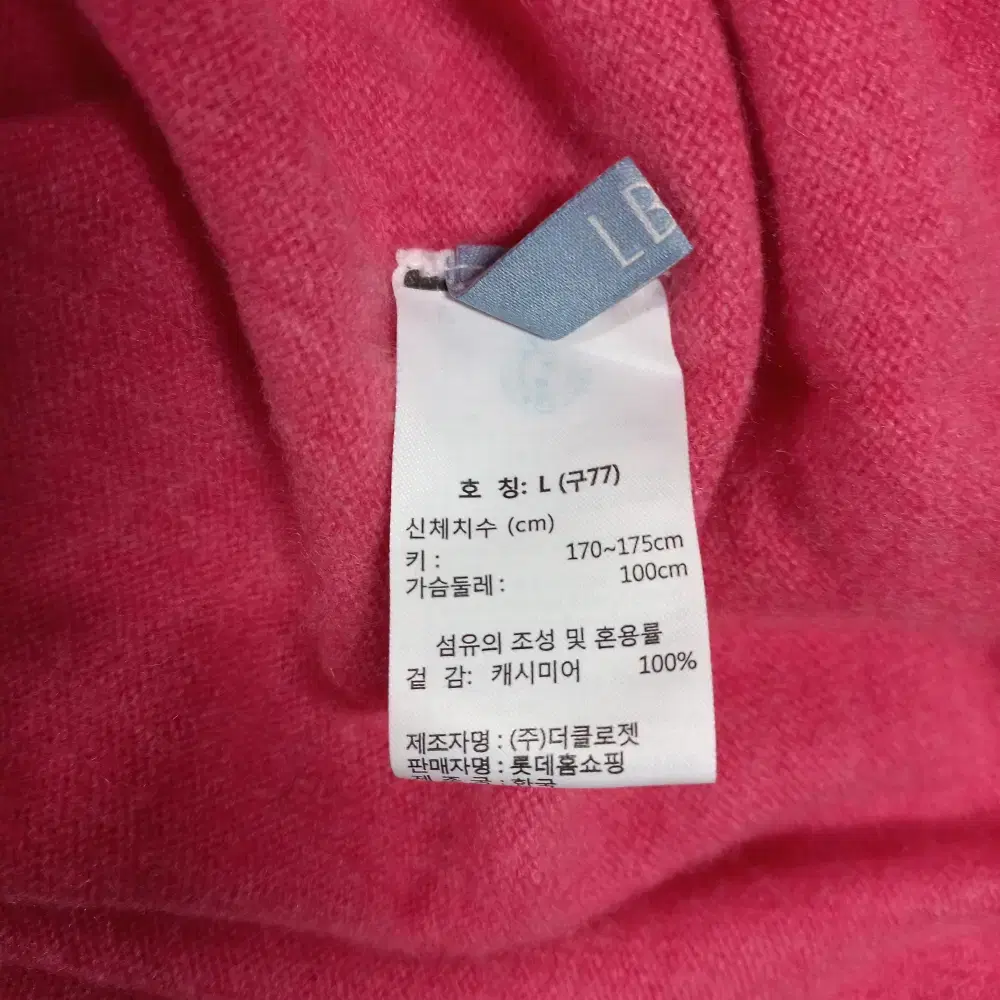 LB
호 칭: L (구77)
신체치수 (cm)
키 : 170~175cm
가슴둘레 : 100cm
섬유의 조성 및 혼용률
겉 감: 캐시미어 100%
제조자명 : (주)더클로젯
판매자명 : 롯데홈쇼핑